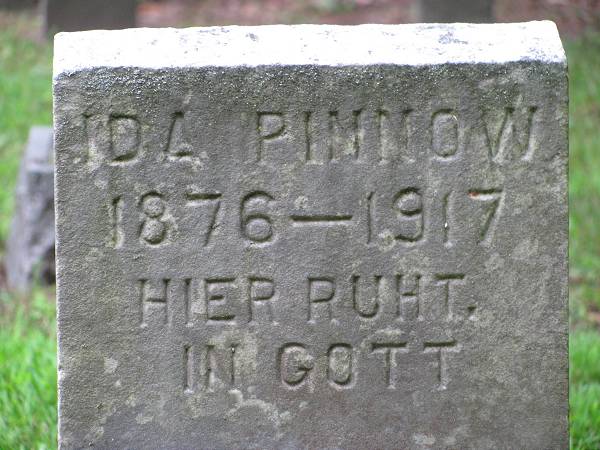 IDA PINNOW
1876—1917
HIER RUHT.
IN GOTT